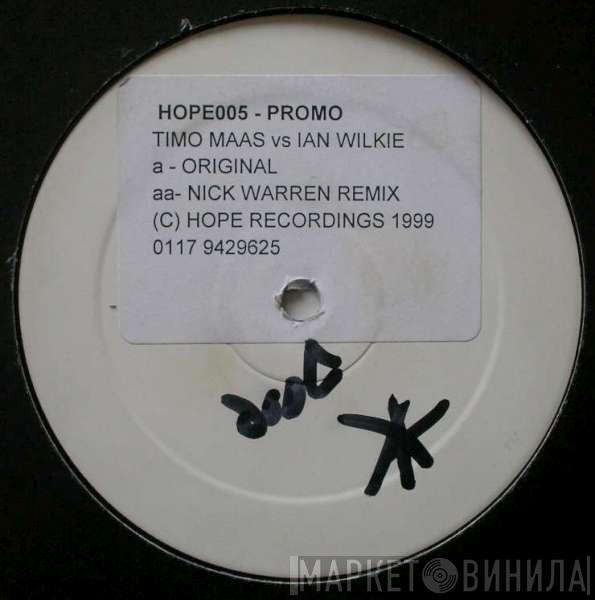 HOPE005 - PROMO
TIMO MAAS vs IAN WILKIE
a - ORIGINAL
aa- NICK WARREN REMIX
(C) HOPE RECORDINGS 1999
0117 9429625
МАРКЕТ ВИНИЛА